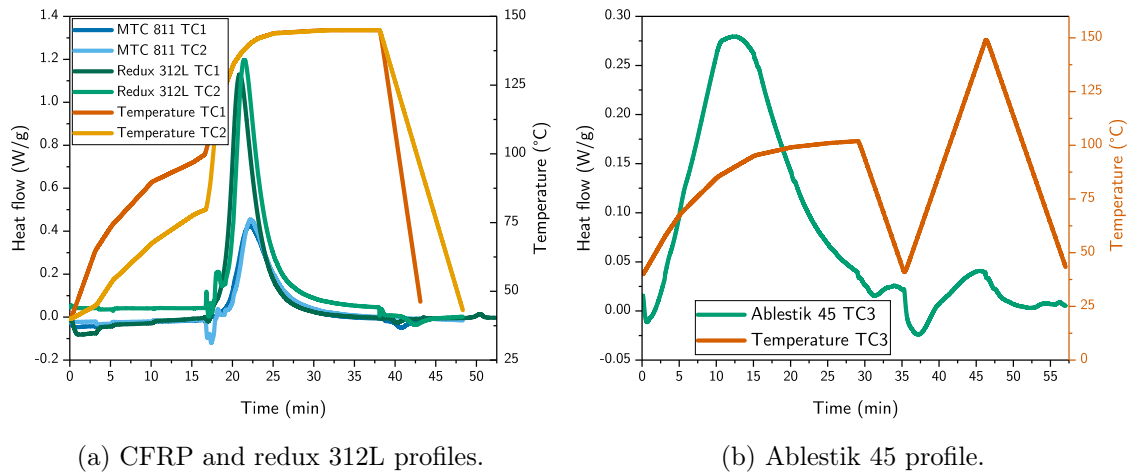 1.4
1.2
1.0
0.8
0.6
0.4
0.2
0.0
-0.2
Heat flow (W/g)
MTC 811 TC1
MTC 811 TC2
Redux 312L TC1
Redux 312L TC2
Temperature TC1
Temperature TC2
150
125
100
75
50
25
Temperature (°C)
0 5 10 15 20 25 30 35 40 45 50
Time (min)
(a) CFRP and redux 312L profiles.
0.30
0.25
0.20
0.15
0.10
0.05
0.00
-0.05
Heat flow (W/g)
Ablestik 45 TC3
Temperature TC3
150
125
100
75
50
25
0
Temperature (°C)
0 5 10 15 20 25 30 35 40 45 50 55
Time (min)
(b) Ablestik 45 profile.